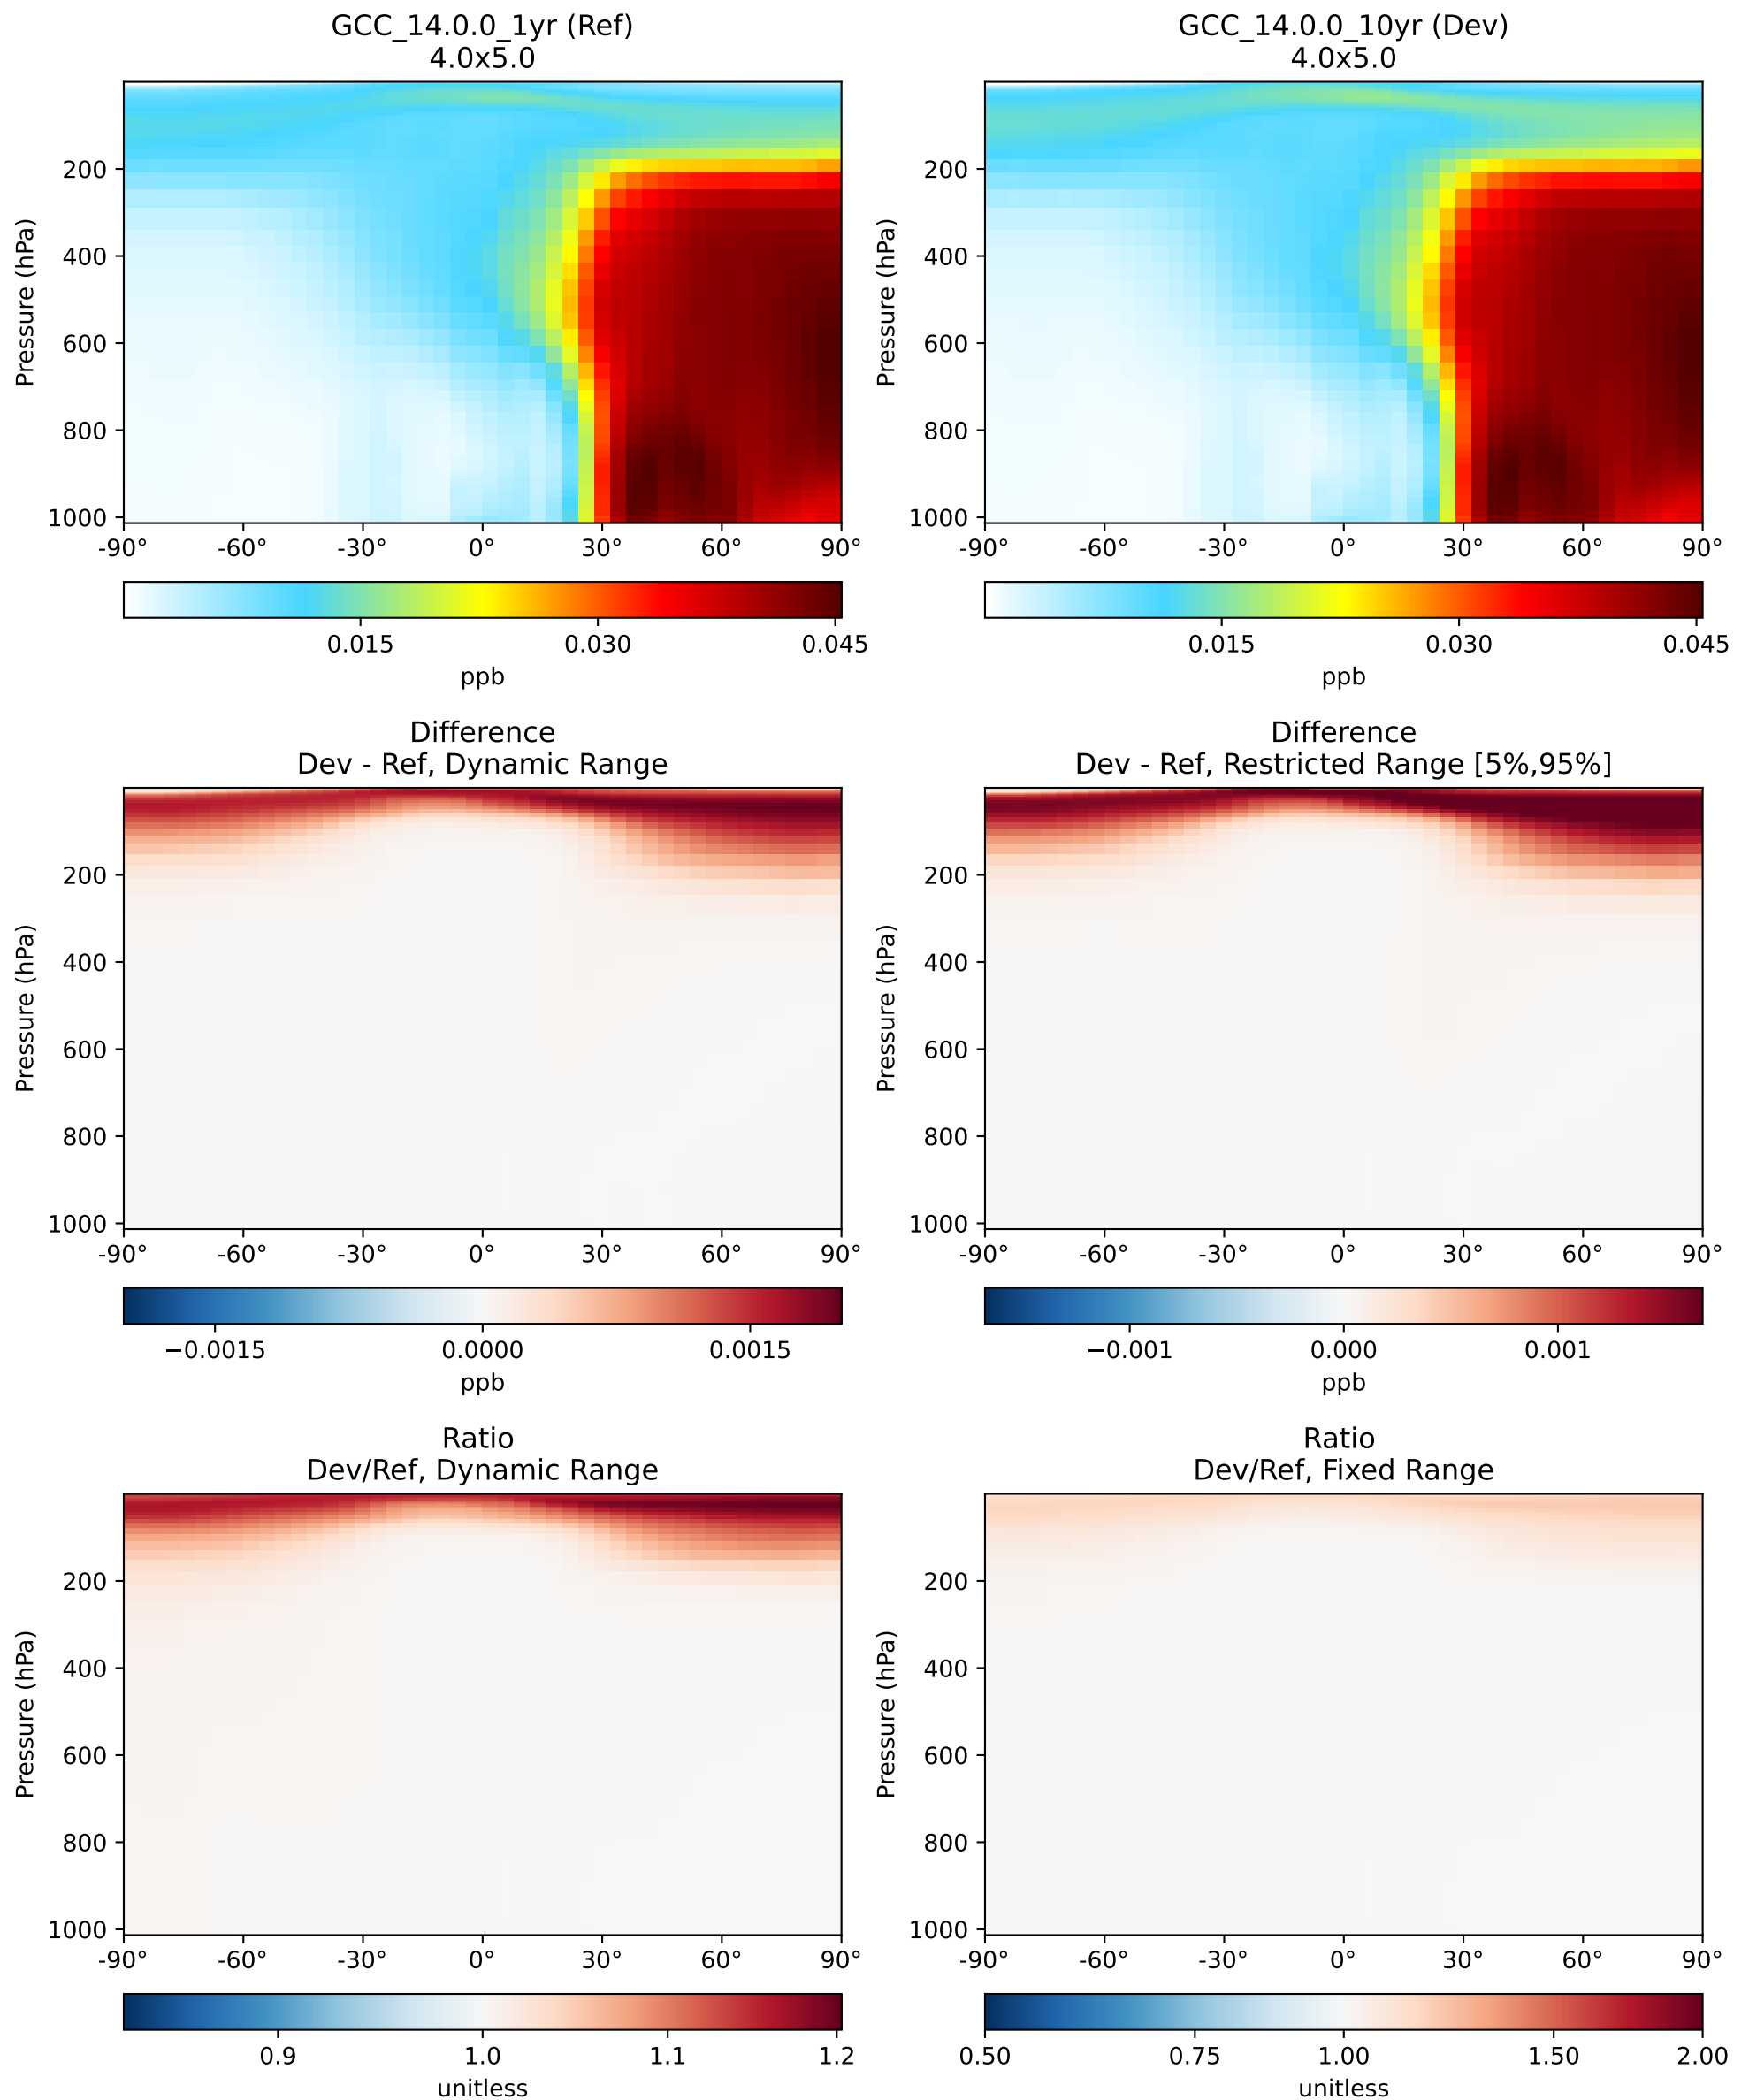 GCC_14.0.0_1yr (Ref)
4.0x5.0
GCC_14.0.0_10yr (Dev)
4.0x5.0
Pressure (hPa)
200
400
600
800
1000
-90° -60° -30° 0° 30° 60° 90°
0.015 0.030 0.045
ppb
Pressure (hPa)
200
400
600
800
1000
-90° -60° -30° 0° 30° 60° 90°
0.015 0.030 0.045
ppb
Difference
Dev - Ref, Dynamic Range
Difference
Dev - Ref, Restricted Range [5%,95%]
Pressure (hPa)
200
400
600
800
1000
-90° -60° -30° 0° 30° 60° 90°
−0.0015 0.0000 0.0015
ppb
Pressure (hPa)
200
400
600
800
1000
-90° -60° -30° 0° 30° 60° 90°
−0.001 0.000 0.001
ppb
Ratio
Dev/Ref, Dynamic Range
Ratio
Dev/Ref, Fixed Range
Pressure (hPa)
200
400
600
800
1000
-90° -60° -30° 0° 30° 60° 90°
0.9 1.0 1.1 1.2
unitless
Pressure (hPa)
200
400
600
800
1000
-90° -60° -30° 0° 30° 60° 90°
0.50 0.75 1.00 1.50 2.00
unitless